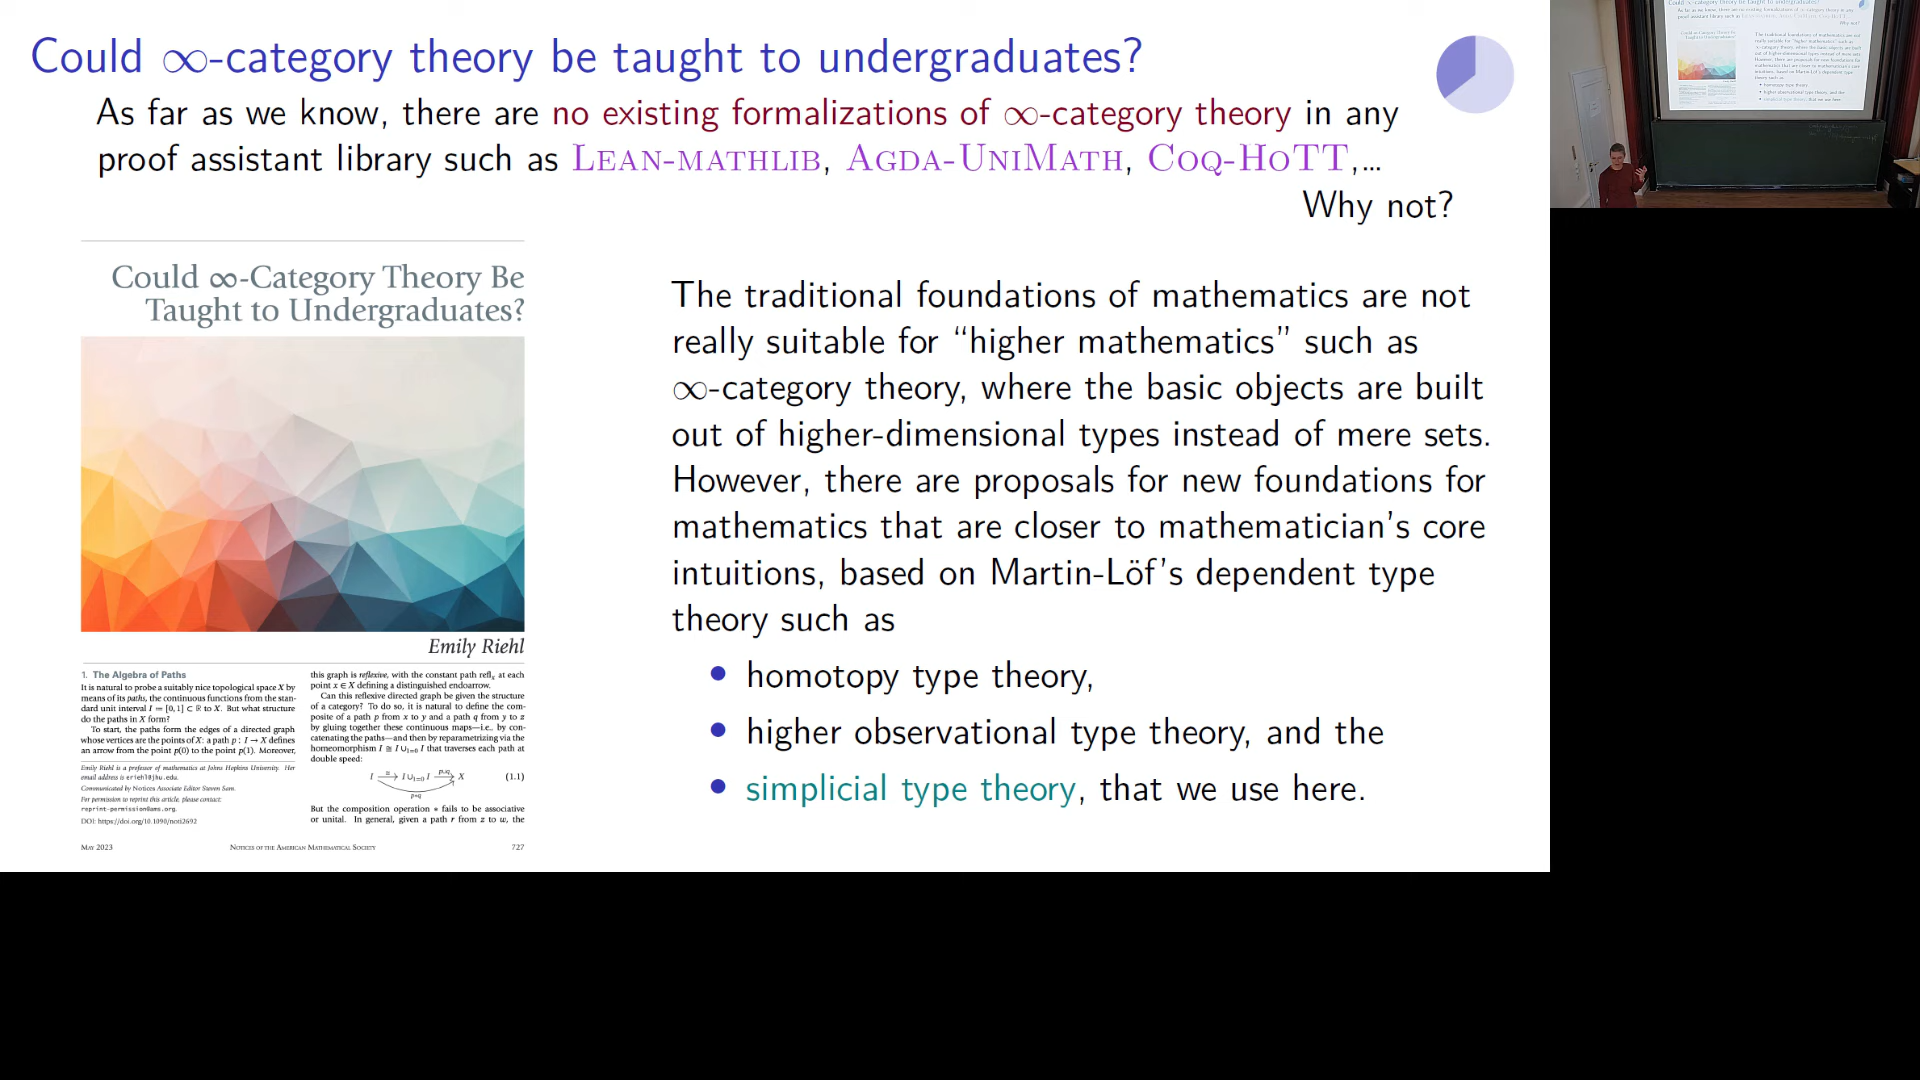 Could ∞-category theory be taught to undergraduates?
As far as we know, there are no existing formalizations of ∞-category theory in any
proof assistant library such as LEAN-MATHLIB, AGDA-UNIMATH, COQ-HOTT,...
Why not?
Could ∞-Category Theory Be
Taught to Undergraduates?
Emily Riehl
1. The Algebra of Paths
It is natural to probe a suitably nice topological space X by
means of its paths, the continuous functions from the stan-
dard unit interval I = [0,1] ⊂ ℝ to X. But what structure
do the paths in X form?
To start, the paths form the edges of a directed graph
whose vertices are the points of X: a path p : I → X defines
an arrow from the point p(0) to the point p(1). Moreover,
Emily Riehl is a professor of mathematics at Johns Hopkins University. Her
email address is eriehl@jhu.edu.
Communicated by Notices Associate Editor Steven Sam.
For permission to reprint this article, please contact:
reprint-permission@ams.org.
DOI: https://doi.org/10.1090/noti2692
this graph is reflexive, with the constant path reflₓ at each
point x ∈ X defining a distinguished endoarrow.
Can this reflexive directed graph be given the structure
of a category? To do so, it is natural to define the com-
posite of a path p from x to y and a path q from y to z
by gluing together these continuous maps—i.e., by con-
catenating the paths—and then by reparametrizing via the
homeomorphism I ≅ I ∪₁₌₀ I that traverses each path at
double speed:
I → I ∪₁₌₀ I → X (1.1)
But the composition operation * fails to be associative
or unital. In general, given a path r from z to w, the
May 2023
Notices of the American Mathematical Society
727
The traditional foundations of mathematics are not
really suitable for “higher mathematics” such as
∞-category theory, where the basic objects are built
out of higher-dimensional types instead of mere sets.
However, there are proposals for new foundations for
mathematics that are closer to mathematician's core
intuitions, based on Martin-Löf's dependent type
theory such as
• homotopy type theory,
• higher observational type theory, and the
• simplicial type theory, that we use here.